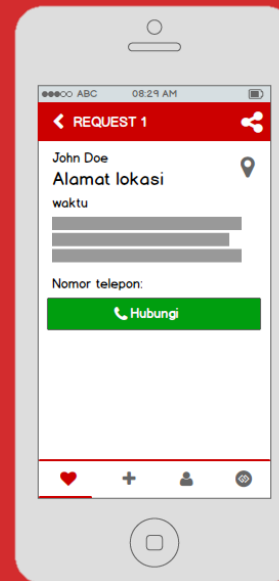 ABC 08:29 AM
REQUEST 1
John Doe
Alamat lokasi
waktu
Nomor telepon:
Hubungi